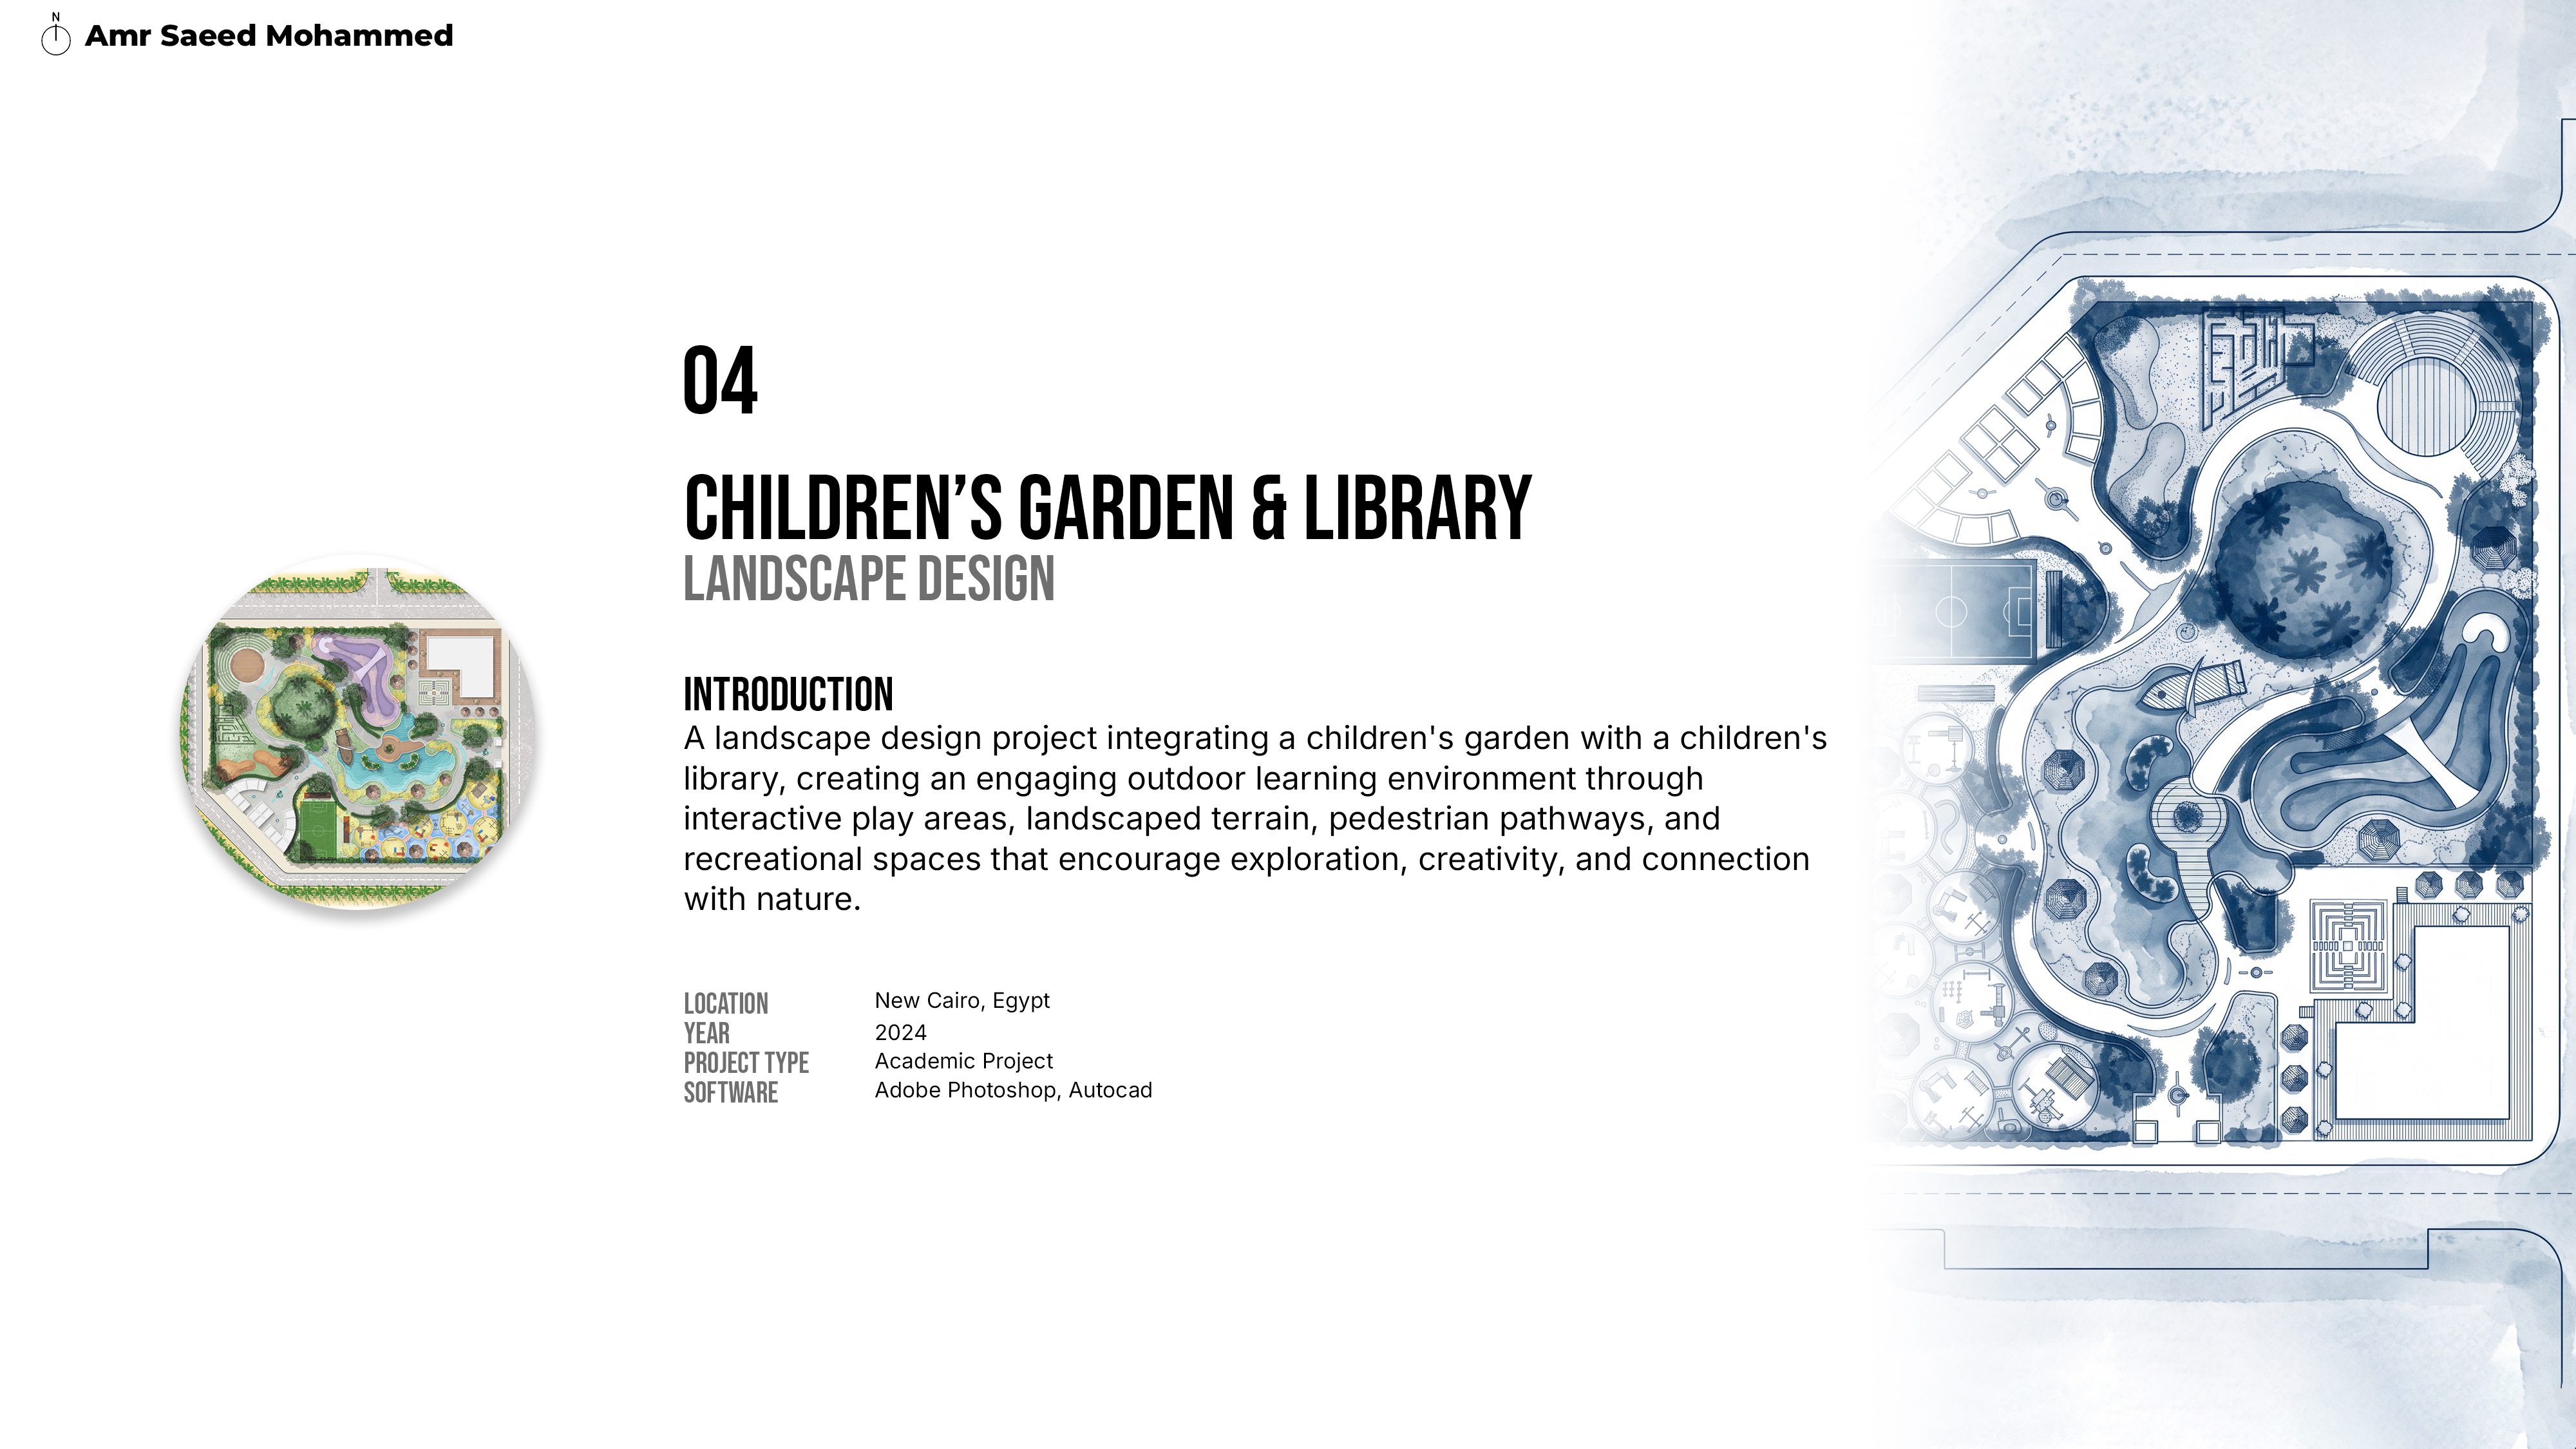 N
Amr Saeed Mohammed
04
CHILDREN’S GARDEN & LIBRARY
LANDSCAPE DESIGN
INTRODUCTION
A landscape design project integrating a children's garden with a children's
library, creating an engaging outdoor learning environment through
interactive play areas, landscaped terrain, pedestrian pathways, and
recreational spaces that encourage exploration, creativity, and connection
with nature.
LOCATION New Cairo, Egypt
YEAR 2024
PROJECT TYPE Academic Project
SOFTWARE Adobe Photoshop, Autocad